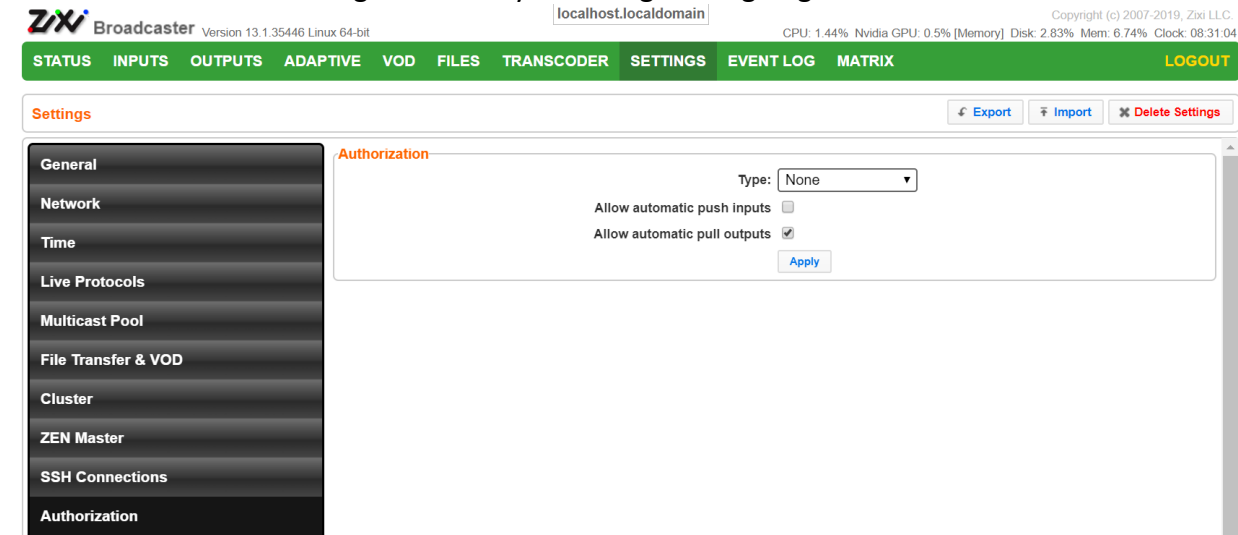 localhost.localdomain
Copyright (c) 2007-2019, Zixi LLC.
ZiXi Broadcaster Version 13.1.35446 Linux 64-bit
CPU: 1.44% Nvidia GPU: 0.5% [Memory] Disk: 2.83% Mem: 6.74% Clock: 08:31:04
STATUS INPUTS OUTPUTS ADAPTIVE VOD FILES TRANSCODER SETTINGS EVENT LOG MATRIX LOGOUT
Settings Export Import Delete Settings
General
Network
Time
Live Protocols
Multicast Pool
File Transfer & VOD
Cluster
ZEN Master
SSH Connections
Authorization
Authorization
Type: None
Allow automatic push inputs
Allow automatic pull outputs
Apply